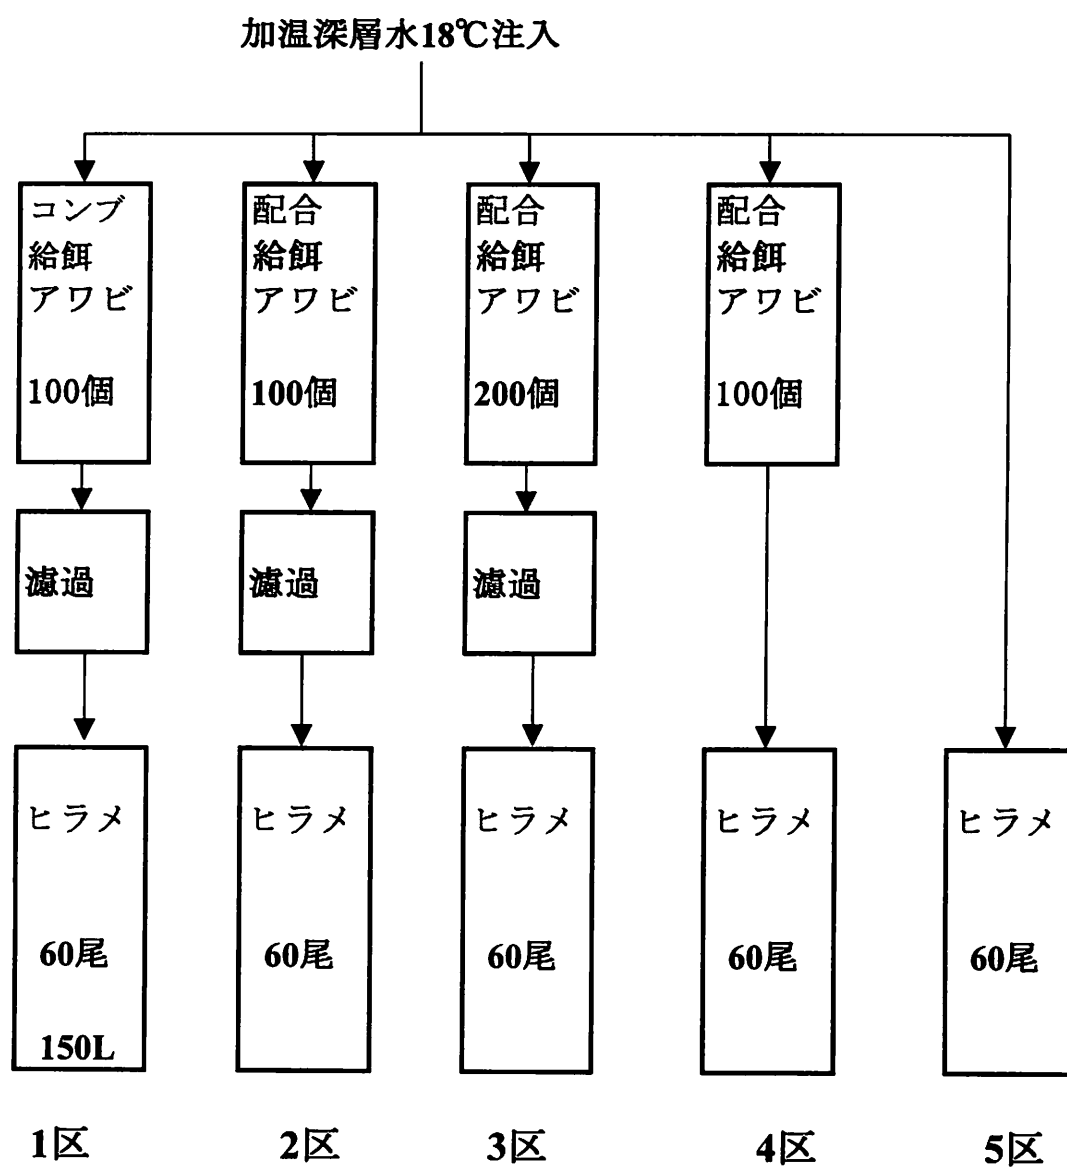 加温深層水18℃注入
コンブ
給餌
アワビ
100個
配合
給餌
アワビ
100個
配合
給餌
アワビ
200個
配合
給餌
アワビ
100個
濾過
濾過
濾過
ヒラメ
60尾
150L
ヒラメ
60尾
ヒラメ
60尾
ヒラメ
60尾
ヒラメ
60尾
1区
2区
3区
4区
5区